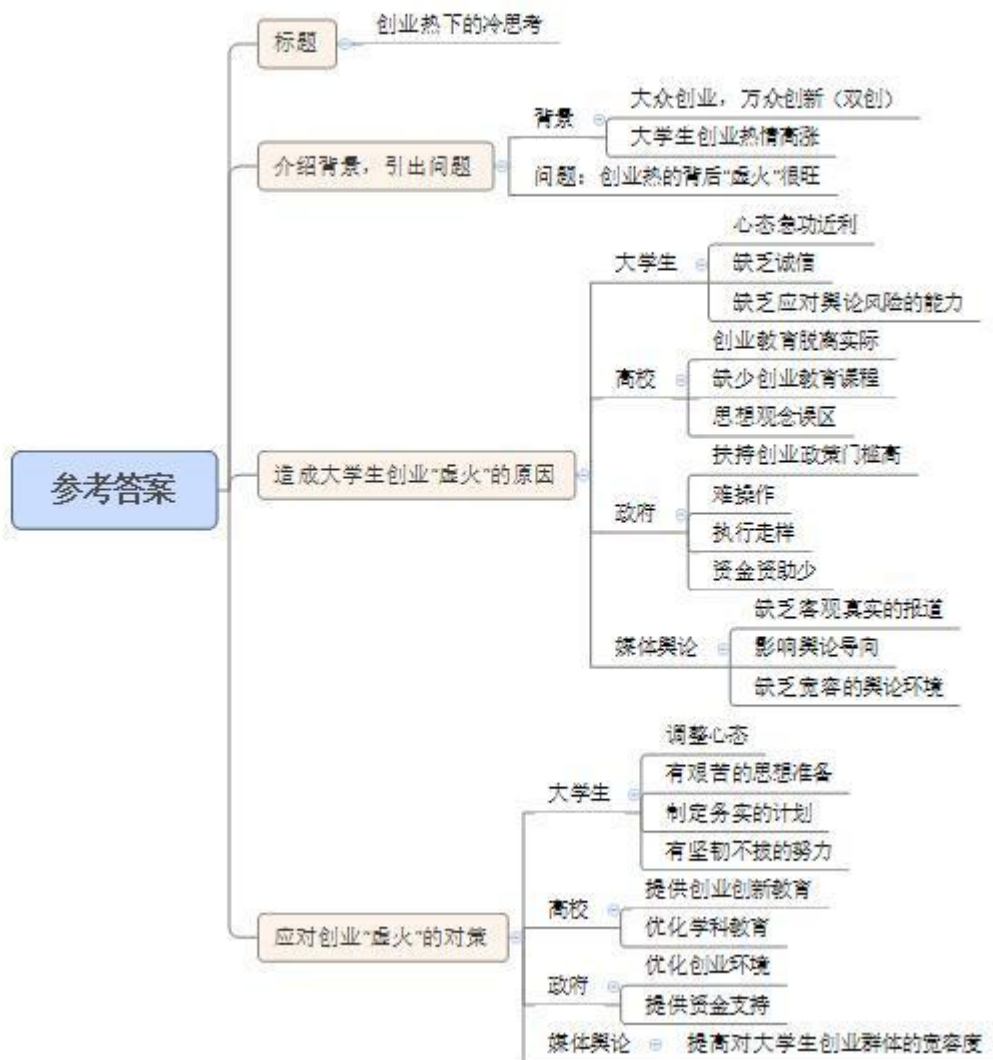 参考答案
标题
创业热下的冷思考
介绍背景，引出问题
背景
大众创业，万众创新（双创）
大学生创业热情高涨
问题：创业热的背后“虚火”很旺
造成大学生创业“虚火”的原因
大学生
心态急功近利
缺乏诚信
缺乏应对舆论风险的能力
高校
创业教育脱离实际
缺少创业教育课程
思想观念误区
政府
扶持创业政策门槛高
难操作
执行走样
资金资助少
媒体舆论
缺乏客观真实的报道
影响舆论导向
缺乏宽容的舆论环境
应对创业“虚火”的对策
大学生
调整心态
有艰苦的思想准备
制定务实的计划
有坚韧不拔的努力
高校
提供创业创新教育
优化学科教育
政府
优化创业环境
提供资金支持
媒体舆论
提高对大学生创业群体的宽容度